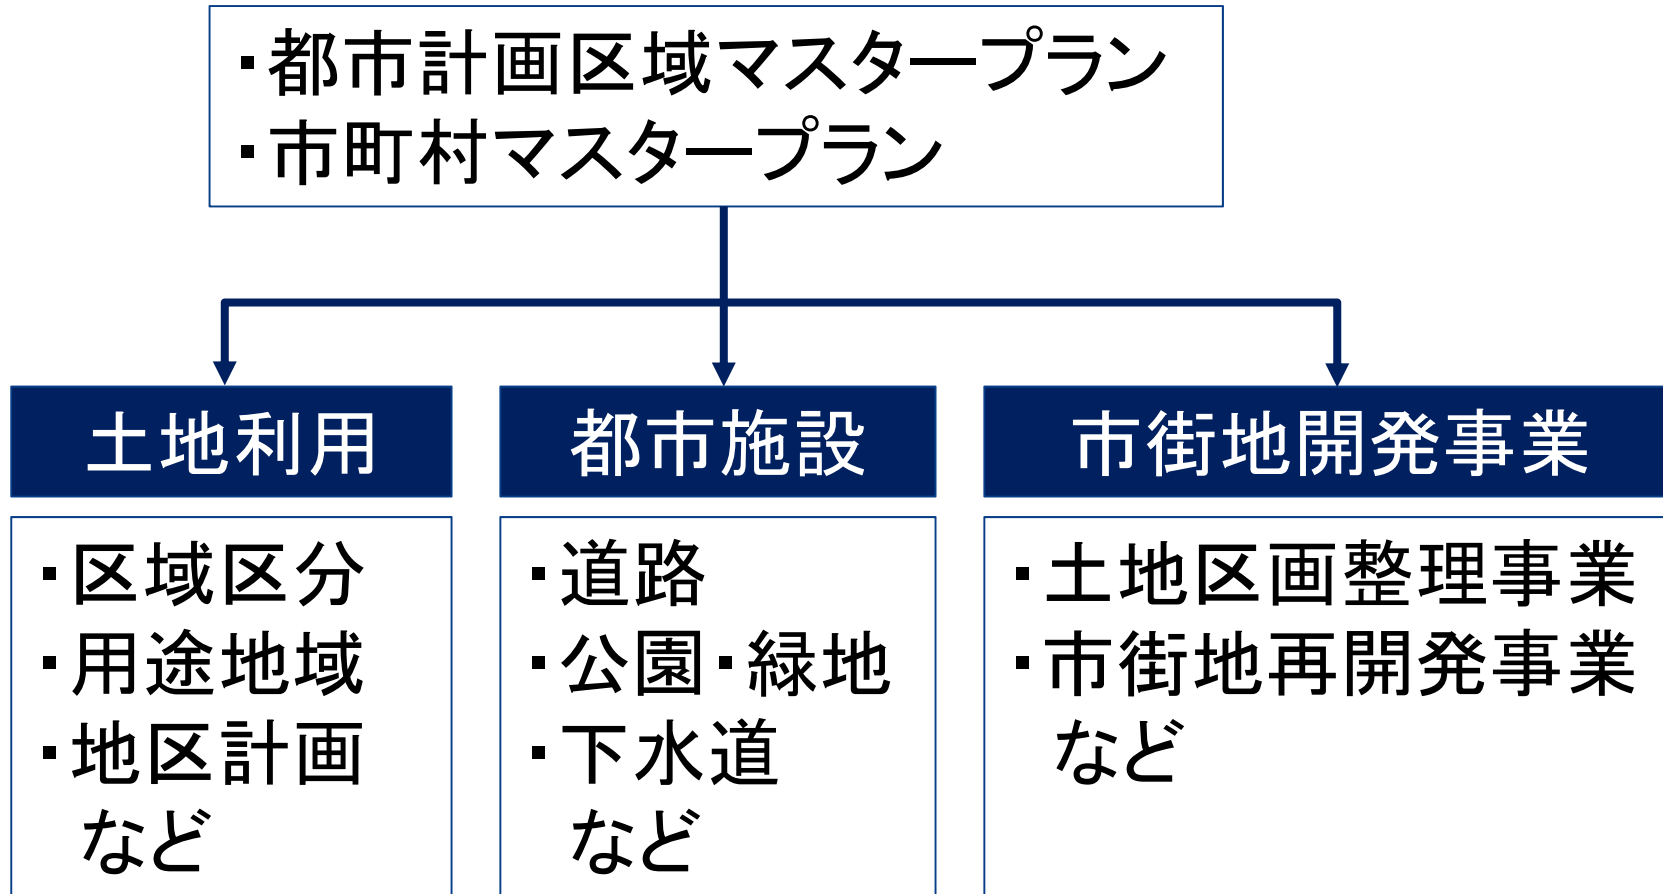 ・都市計画区域マスタープラン
・市町村マスタープラン
土地利用
・区域区分
・用途地域
・地区計画
など
都市施設
・道路
・公園・緑地
・下水道
など
市街地開発事業
・土地区画整理事業
・市街地再開発事業
など